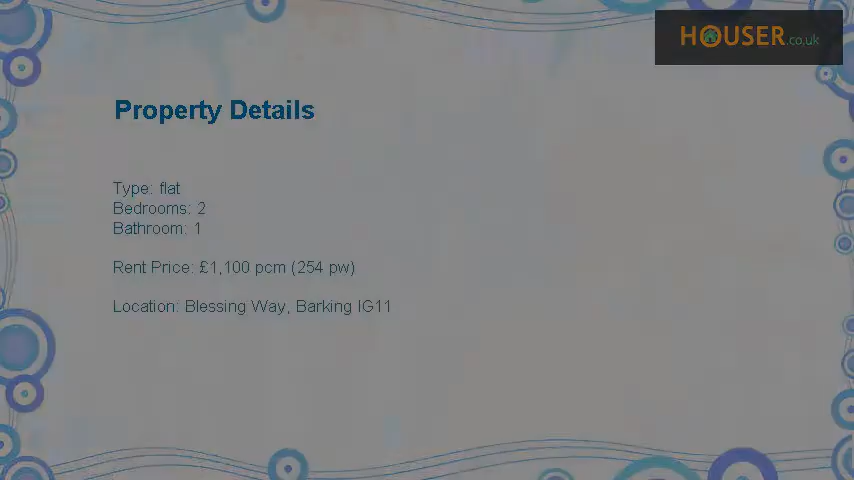 HOUSER.co.uk
Property Details
Type: flat
Bedrooms: 2
Bathroom: 1
Rent Price: £1,100 pcm (254 pw)
Location: Blessing Way, Barking IG11